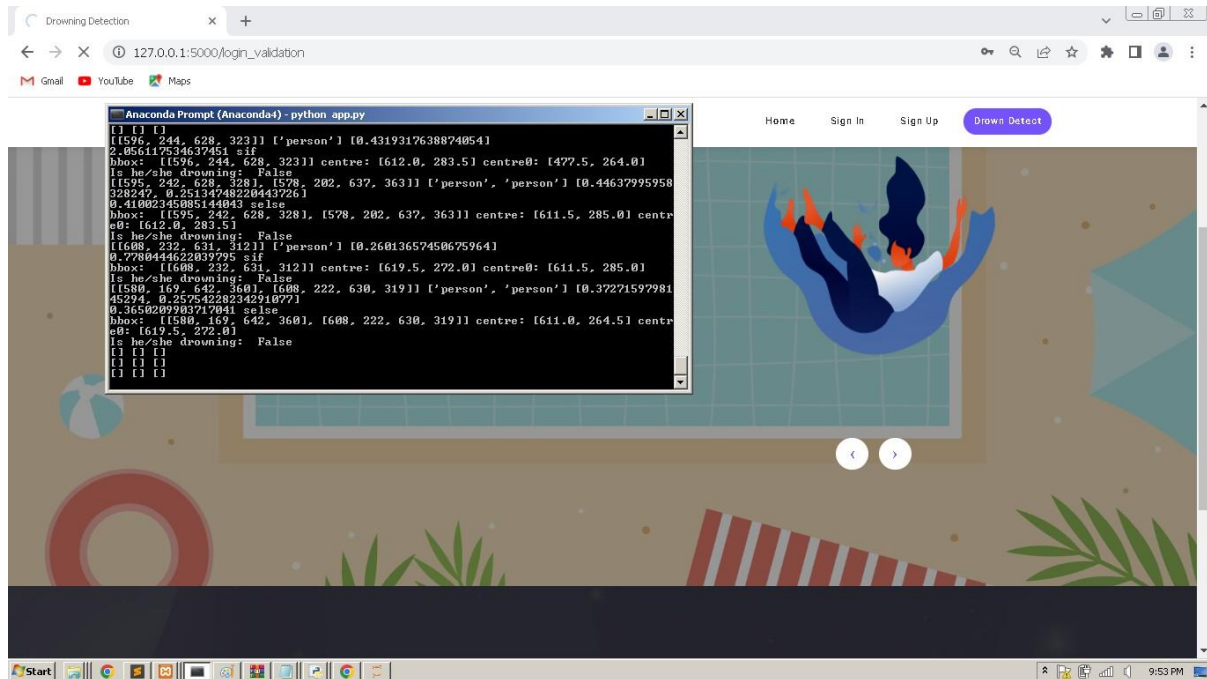 Drowning Detection
127.0.0.1:5000/login_validation
Gmail YouTube Maps
Anaconda Prompt (Anaconda4) - python app.py
Home Sign In Sign Up Drown Detect
[] [] []
[[596, 244, 628, 323]] ['person'] [0.4319317638874054]
2.056117534637451 sif
bbox: [[596, 244, 628, 323]] centre: [612.0, 283.5] centre0: [477.5, 264.0]
Is he/she drowning: False
[[595, 242, 628, 328], [578, 202, 637, 363]] ['person', 'person'] [0.44637995958
328247, 0.25134748220443726]
0.41002345085144043 selse
bbox: [[595, 242, 628, 328], [578, 202, 637, 363]] centre: [611.5, 285.0] centr
e0: [612.0, 283.5]
Is he/she drowning: False
[[608, 232, 631, 312]] ['person'] [0.26013657450675964]
0.7780444622039795 sif
bbox: [[608, 232, 631, 312]] centre: [619.5, 272.0] centre0: [611.5, 285.0]
Is he/she drowning: False
[[580, 169, 642, 360], [608, 222, 630, 319]] ['person', 'person'] [0.37271597981
45294, 0.25754228234291077]
0.3650209903717041 selse
bbox: [[580, 169, 642, 360], [608, 222, 630, 319]] centre: [611.0, 264.5] centr
e0: [619.5, 272.0]
Is he/she drowning: False
[] [] []
[] [] []
[] [] []
Start
9:53 PM